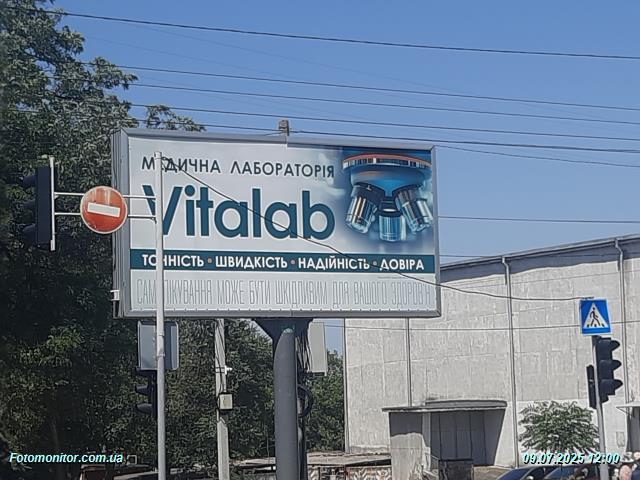 МЕДИЧНА ЛАБОРАТОРІЯ
Vitalab
ТОЧНІСТЬ • ШВИДКІСТЬ • НАДІЙНІСТЬ • ДОВІРА
САМОЛІКУВАННЯ МОЖЕ БУТИ ШКІДЛИВИМ ДЛЯ ВАШОГО ЗДОРОВ'Я
Fotomonitor.com.ua
09.07.2025 12:00